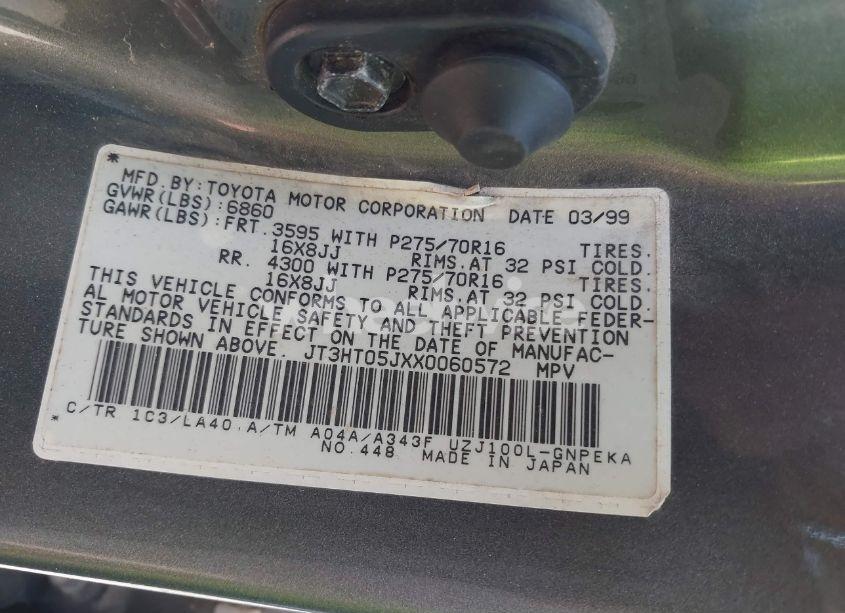 *
MFD.BY:TOYOTA MOTOR CORPORATION DATE 03/99
GVWR(LBS):6860
GAWR(LBS):FRT.3595 WITH P275/70R16 TIRES.
16X8JJ RIMS.AT 32 PSI COLD.
RR. 4300 WITH P275/70R16 TIRES.
16X8JJ RIMS.AT 32 PSI COLD.
THIS VEHICLE CONFORMS TO ALL APPLICABLE FEDER-
AL MOTOR VEHICLE SAFETY AND THEFT PREVENTION
STANDARDS IN EFFECT ON THE DATE OF MANUFAC-
TURE SHOWN ABOVE. JT3HT05JXX0060572 MPV
*
C/TR 1C3/LA40.A/TM A04A/A343F UZJ100L-GNPEKA
NO.448 MADE IN JAPAN